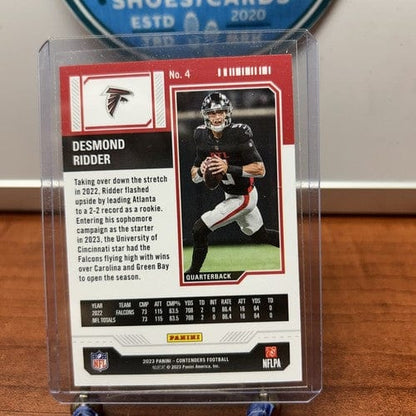 SHOES/CARDS
ESTD 2020
No. 4
DESMOND
RIDDER
Taking over down the stretch
in 2022, Ridder flashed
upside by leading Atlanta
to a 2-2 record as a rookie.
Entering his sophomore
campaign as the starter
in 2023, the University of
Cincinnati star had the
Falcons flying high with wins
over Carolina and Green Bay
to open the season.
QUARTERBACK
YEAR TEAM CMP ATT CMP% YDS TD INT RATE ATT YDS TD
2022 FALCONS 73 115 63.5 708 2 0 86.4 16 64 0
NFL TOTALS 73 115 63.5 708 2 0 86.4 16 64 0
PANINI
NFL
2023 PANINI - CONTENDERS FOOTBALL
© 2023 Panini America, Inc.
NFLPA